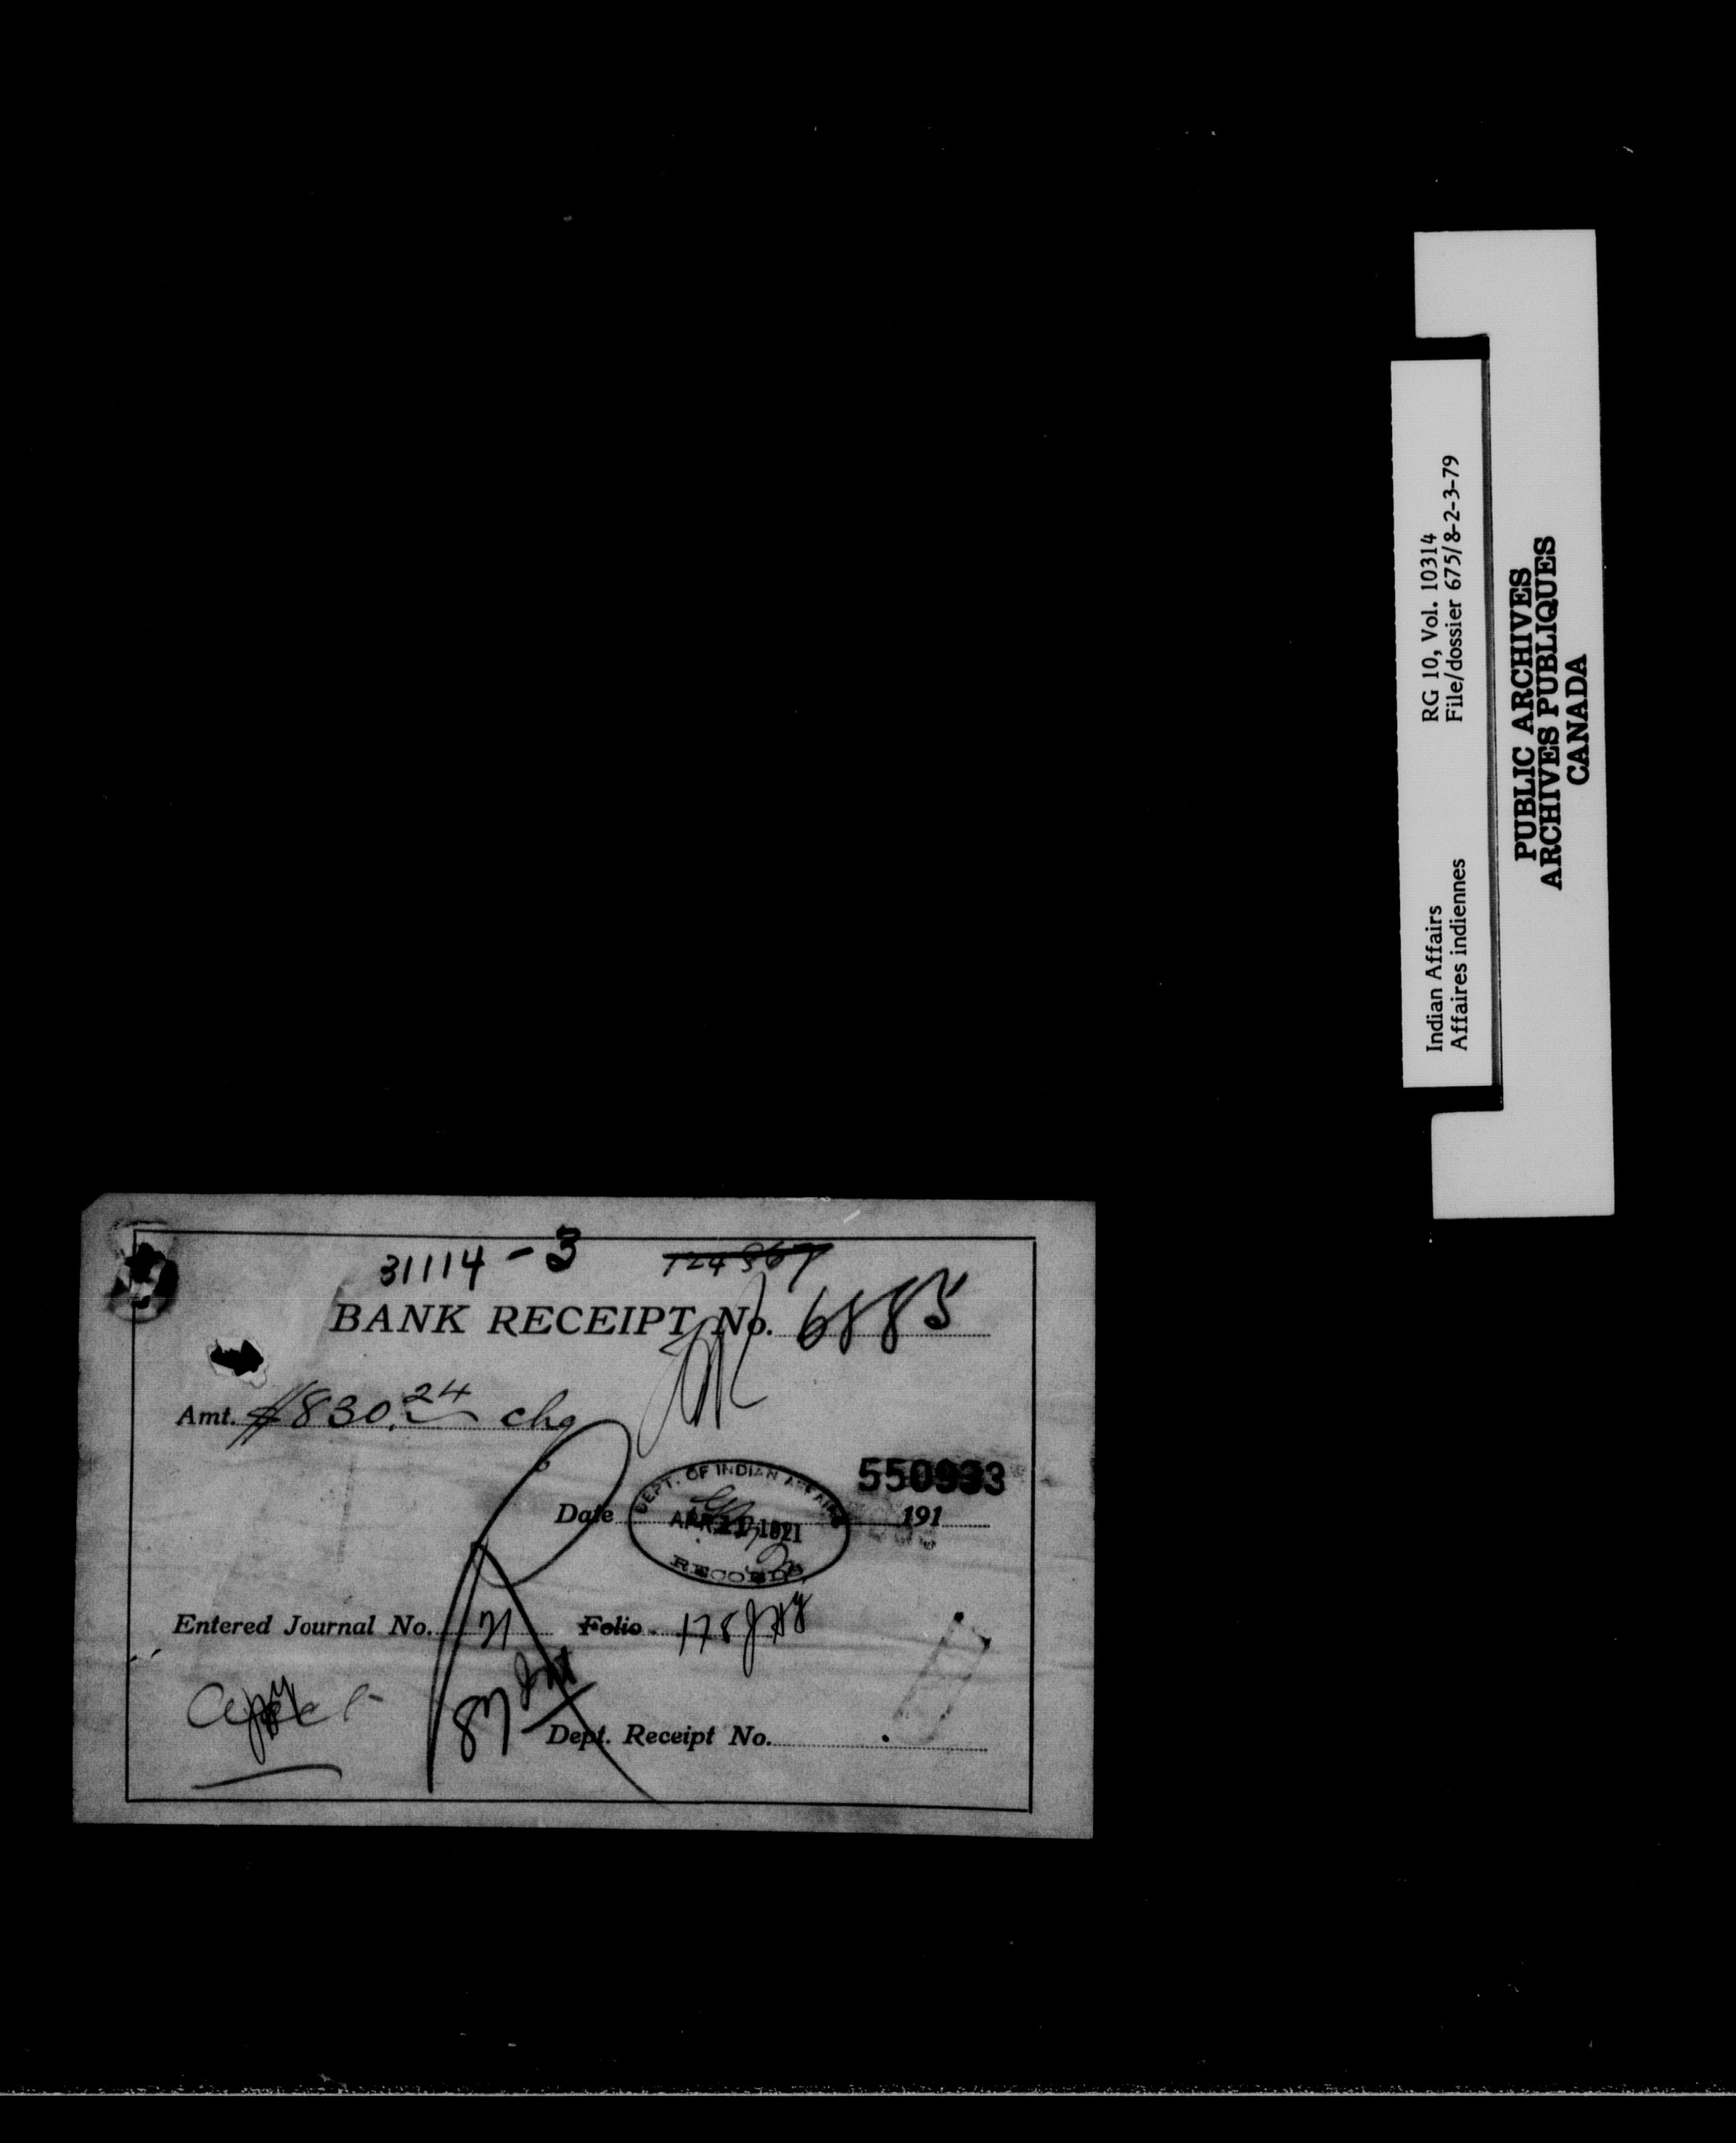 31114-3
BANK RECEIPT No. 6885
Amt. $830.24 chq
550933
DEPT. OF INDIAN AFFAIRS
Date APR 21 1921 191
RECORDS
Entered Journal No. 21 Folio 178
87
Dept. Receipt No.
Indian Affairs RG 10, Vol. 10314
Affaires indiennes File/dossier 675/8-2-3-79
PUBLIC ARCHIVES
ARCHIVES PUBLIQUES
CANADA